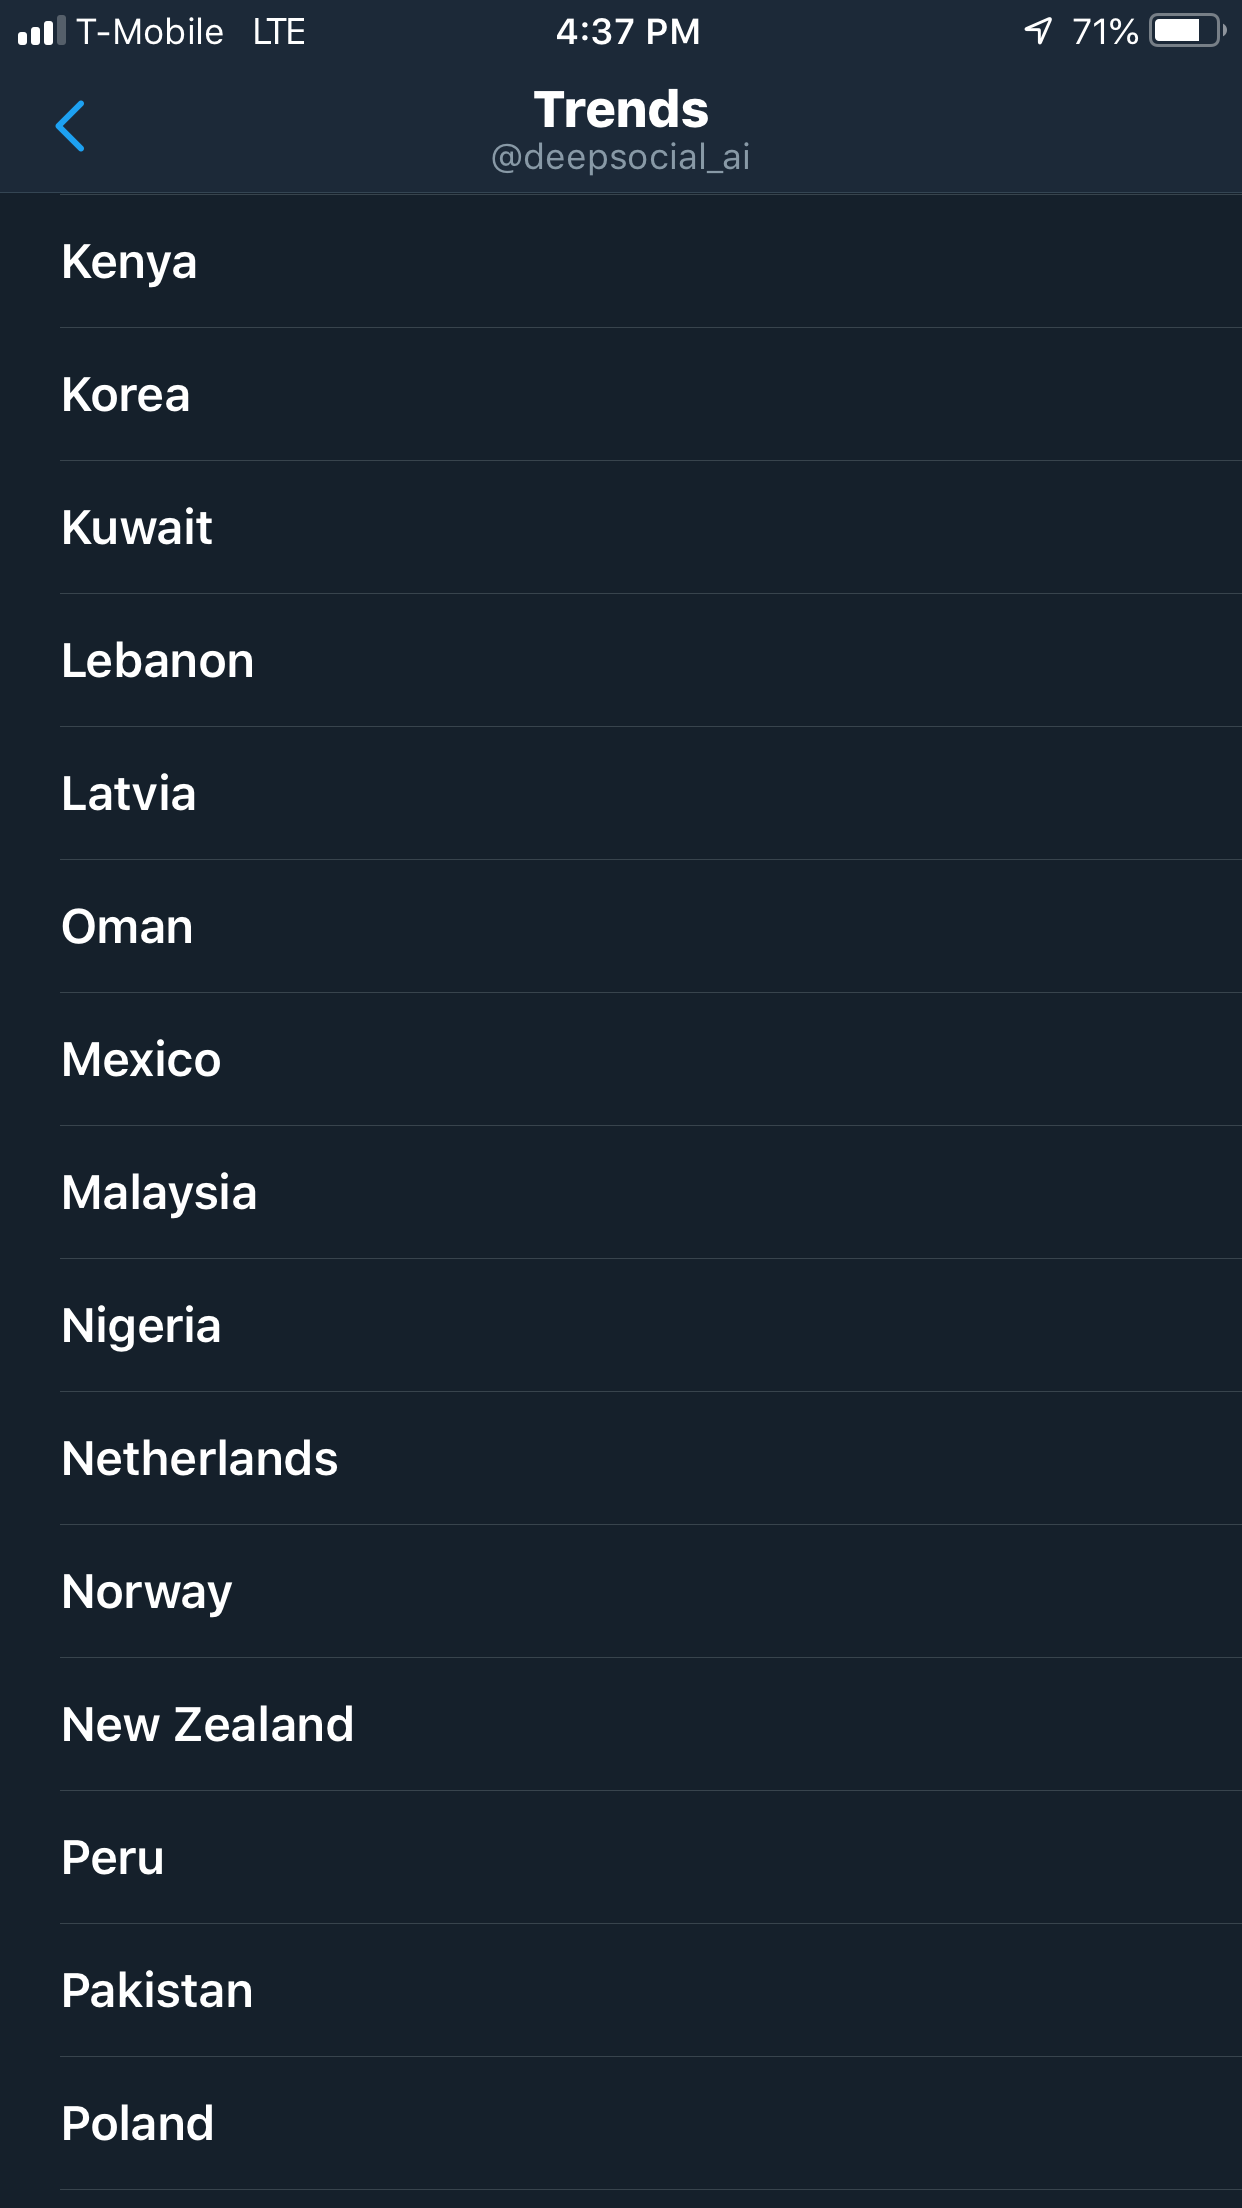 T-Mobile LTE 4:37 PM 71%
Trends
@deepsocial_ai
Kenya
Korea
Kuwait
Lebanon
Latvia
Oman
Mexico
Malaysia
Nigeria
Netherlands
Norway
New Zealand
Peru
Pakistan
Poland